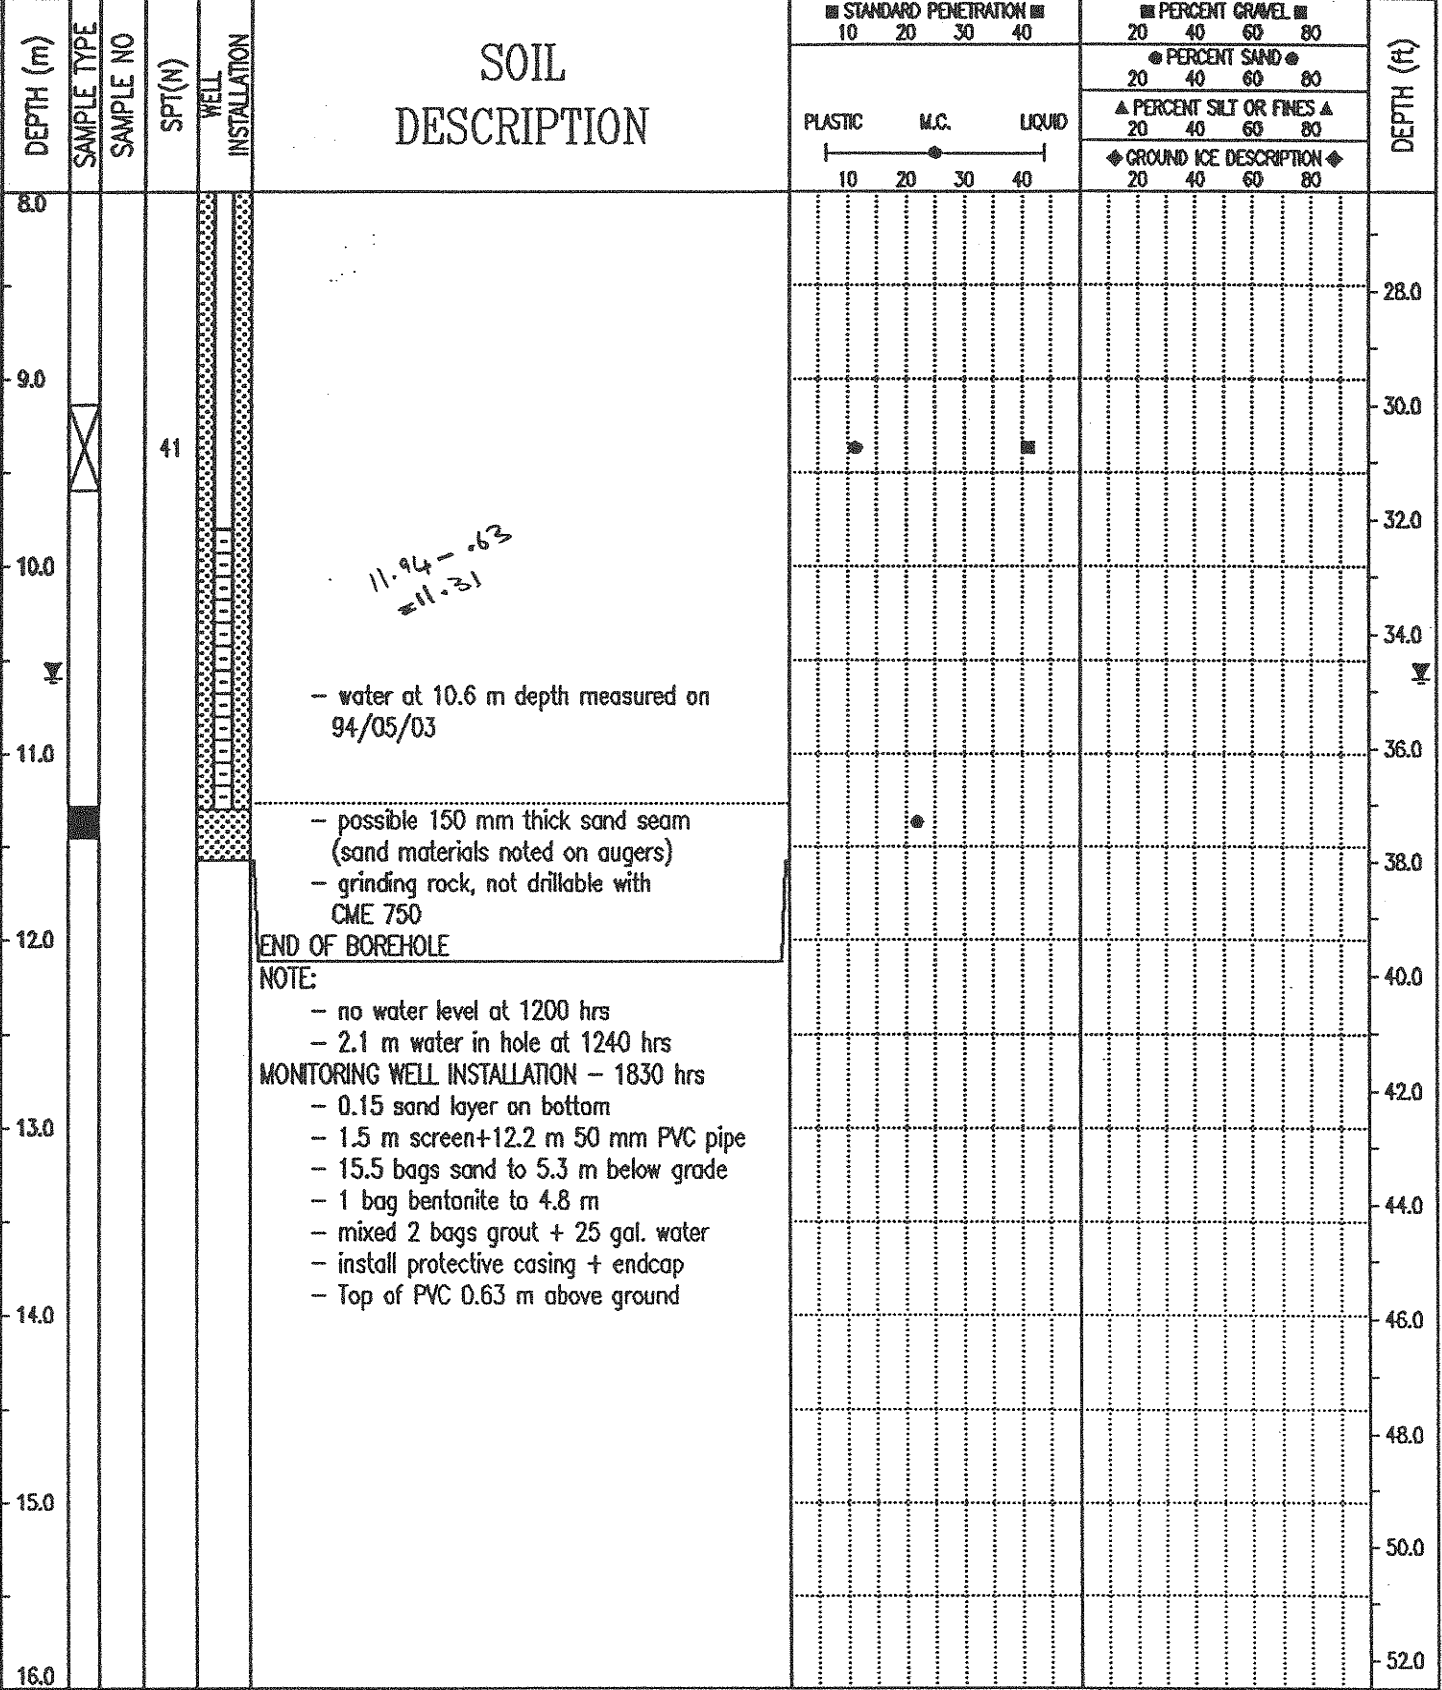 DEPTH (m)
SAMPLE TYPE
SAMPLE NO
SPT(N)
WELL
INSTALLATION
SOIL
DESCRIPTION
■ STANDARD PENETRATION ■
10 20 30 40
PLASTIC M.C. LIQUID
10 20 30 40
■ PERCENT GRAVEL ■
20 40 60 80
● PERCENT SAND ●
20 40 60 80
▲ PERCENT SILT OR FINES ▲
20 40 60 80
◆ GROUND ICE DESCRIPTION ◆
20 40 60 80
DEPTH (ft)
8.0
28.0
9.0
30.0
41
32.0
11.94 - .63
=11.31
10.0
34.0
– water at 10.6 m depth measured on
94/05/03
11.0
36.0
– possible 150 mm thick sand seam
(sand materials noted on augers)
38.0
– grinding rock, not drillable with
CME 750
12.0
END OF BOREHOLE
NOTE:
40.0
– no water level at 1200 hrs
– 2.1 m water in hole at 1240 hrs
MONITORING WELL INSTALLATION – 1830 hrs
42.0
– 0.15 sand layer on bottom
13.0
– 1.5 m screen+12.2 m 50 mm PVC pipe
– 15.5 bags sand to 5.3 m below grade
– 1 bag bentonite to 4.8 m
44.0
– mixed 2 bags grout + 25 gal. water
– install protective casing + endcap
– Top of PVC 0.63 m above ground
14.0
46.0
48.0
15.0
50.0
52.0
16.0